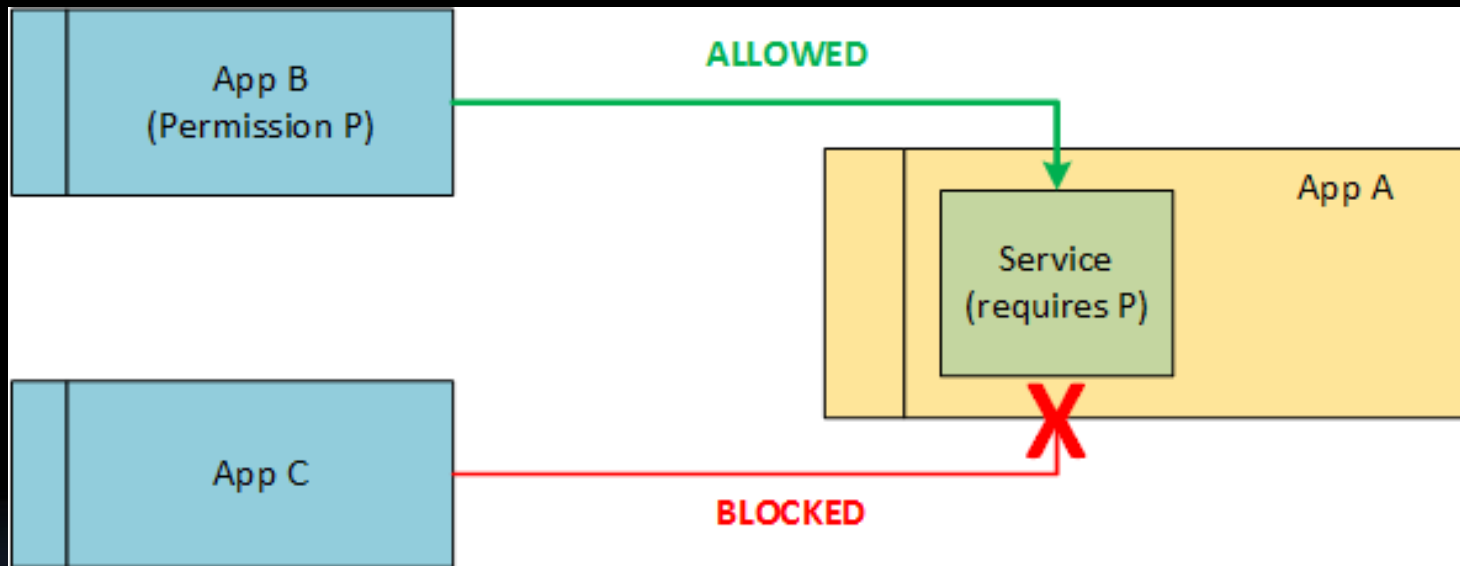 App B
(Permission P)
ALLOWED
App A
Service
(requires P)
App C
BLOCKED